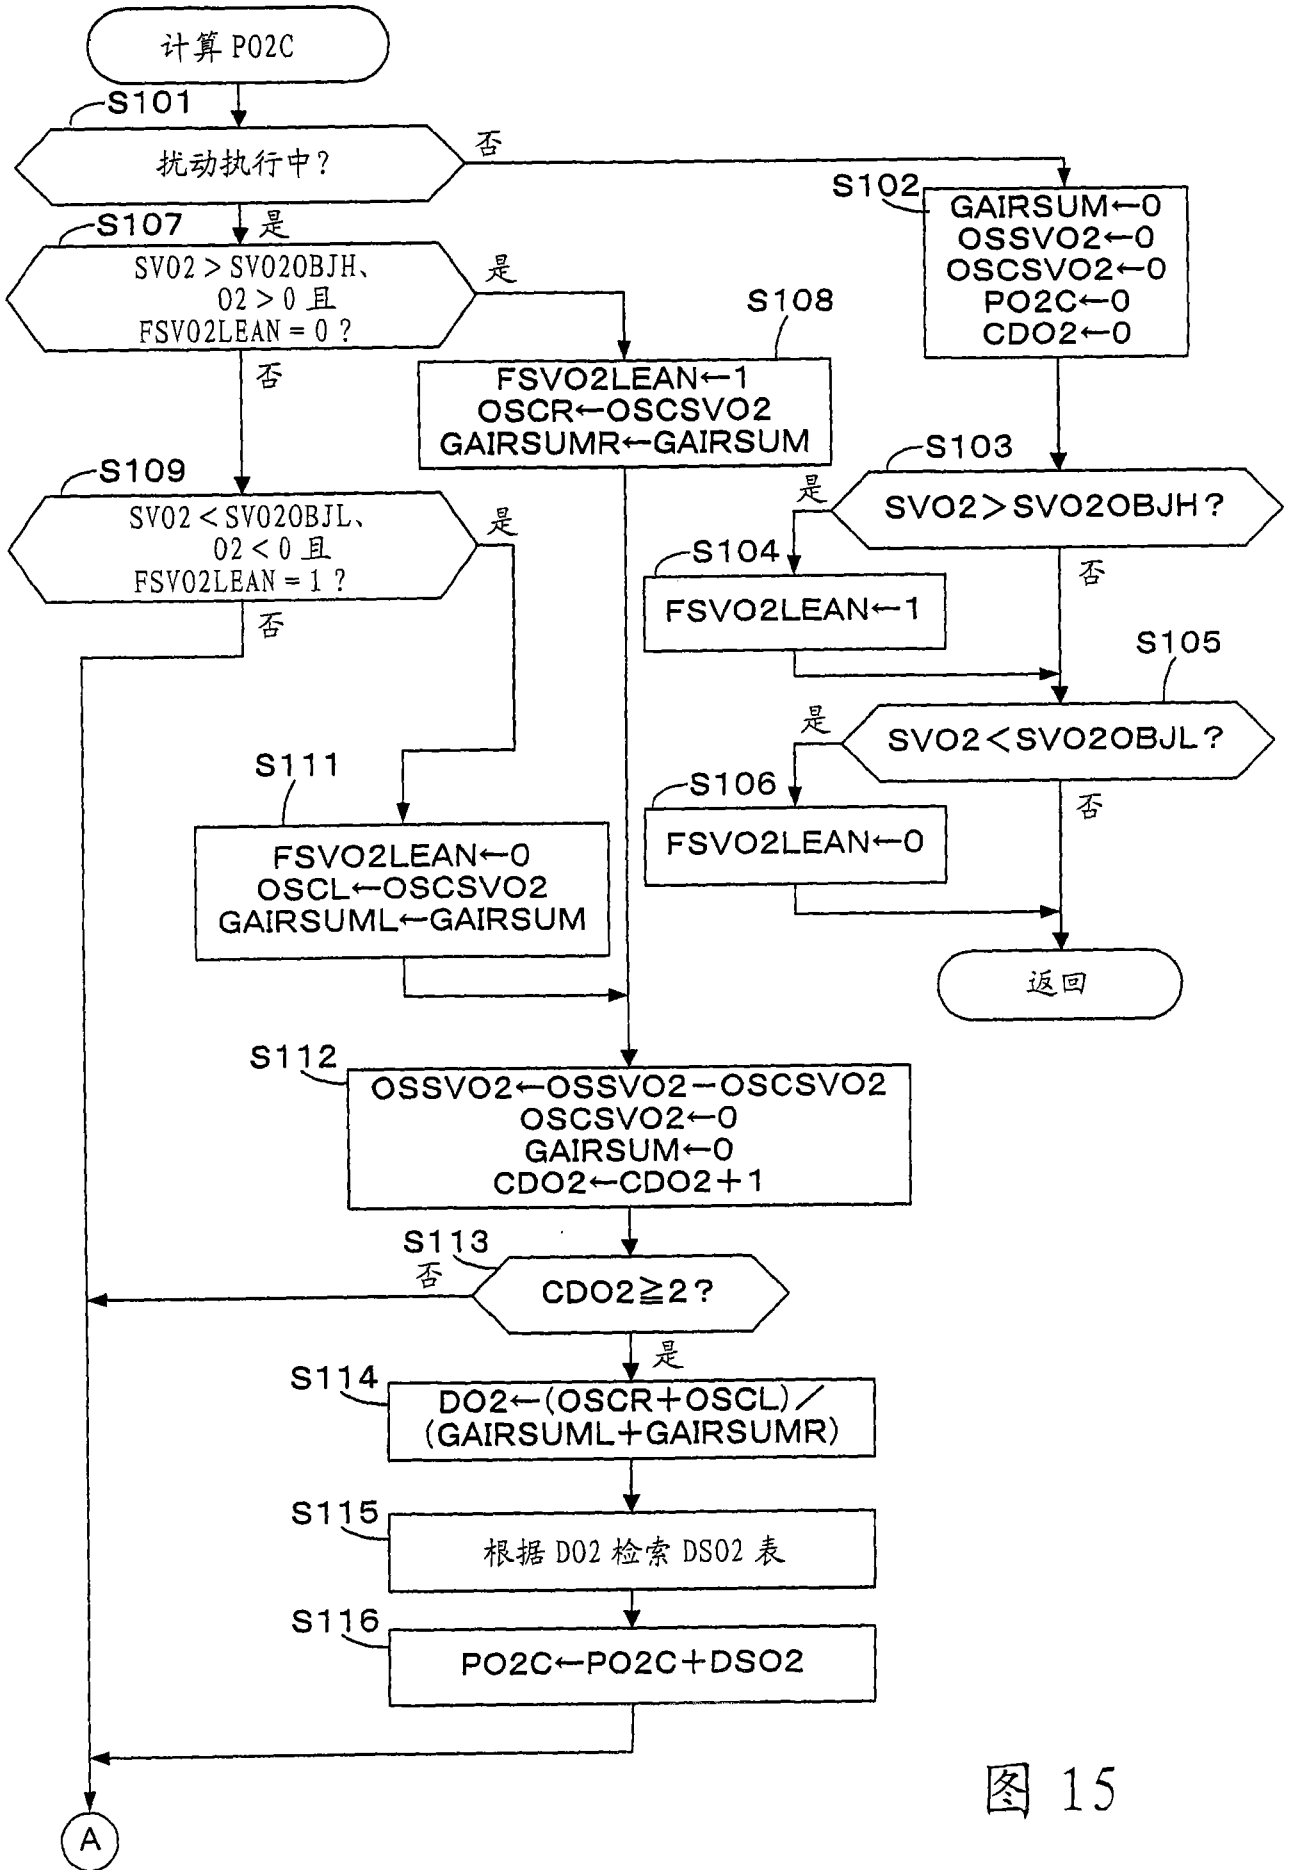 计算 PO2C
S101
扰动执行中?
否
是
S102
GAIRSUM←0
OSSVO2←0
OSCSVO2←0
PO2C←0
CDO2←0
S107
SVO2>SVO2OBJH、
O2>0 且
FSVO2LEAN=0?
是
否
S108
FSVO2LEAN←1
OSCR←OSCSVO2
GAIRSUMR←GAIRSUM
S103
SVO2>SVO2OBJH?
是
否
S104
FSVO2LEAN←1
S109
SVO2<SVO2OBJL、
O2<0 且
FSVO2LEAN=1?
是
否
S105
SVO2<SVO2OBJL?
是
否
S106
FSVO2LEAN←0
返回
S111
FSVO2LEAN←0
OSCL←OSCSVO2
GAIRSUML←GAIRSUM
S112
OSSVO2←OSSVO2−OSCSVO2
OSCSVO2←0
GAIRSUM←0
CDO2←CDO2+1
S113
CDO2≧2?
否
是
S114
DO2←(OSCR+OSCL)/
(GAIRSUML+GAIRSUMR)
S115
根据 DO2 检索 DSO2 表
S116
PO2C←PO2C+DSO2
A
图 15